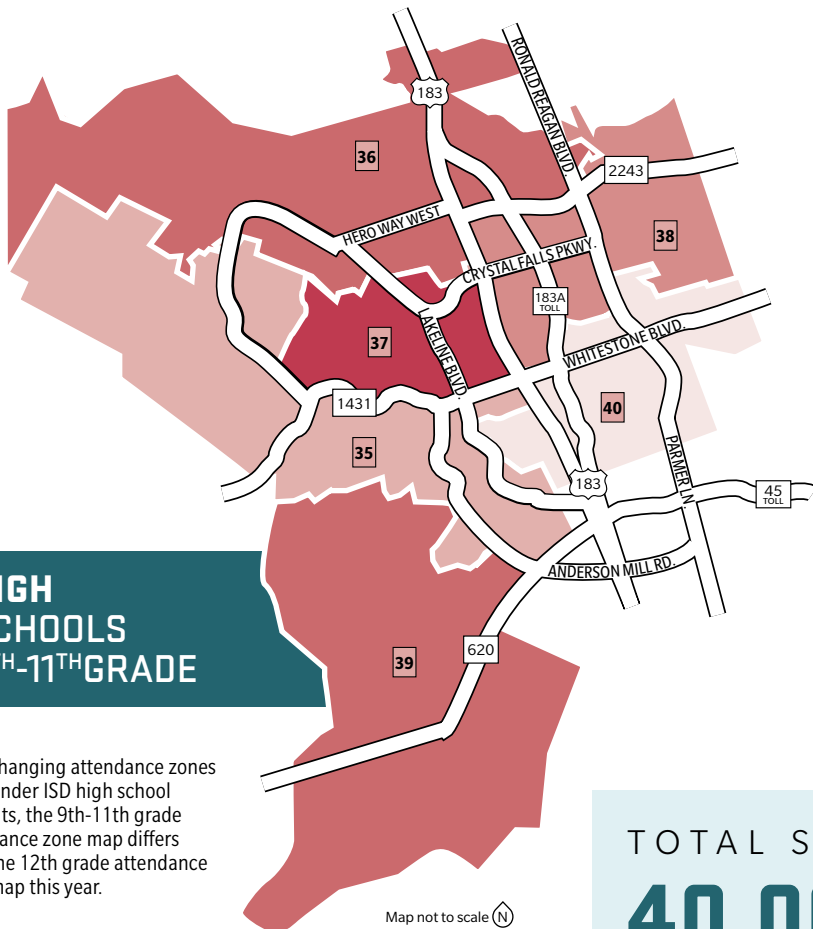 183
RONALD REAGAN BLVD.
36
2243
HERO WAY WEST
38
CRYSTAL FALLS PKWY.
183A
TOLL
37
LAKELINE BLVD.
WHITESTONE BLVD.
1431
40
35
PARMER LN.
183
45
TOLL
ANDERSON MILL RD.
IGH
CHOOLS
TH-11TH GRADE
39
620
hanging attendance zones
nder ISD high school
ts, the 9th-11th grade
ance zone map differs
he 12th grade attendance
map this year.
Map not to scale N
TOTAL S